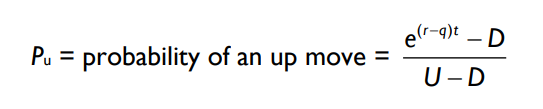 Pᵤ = probability of an up move = (e^(r−q)t − D) / (U − D)